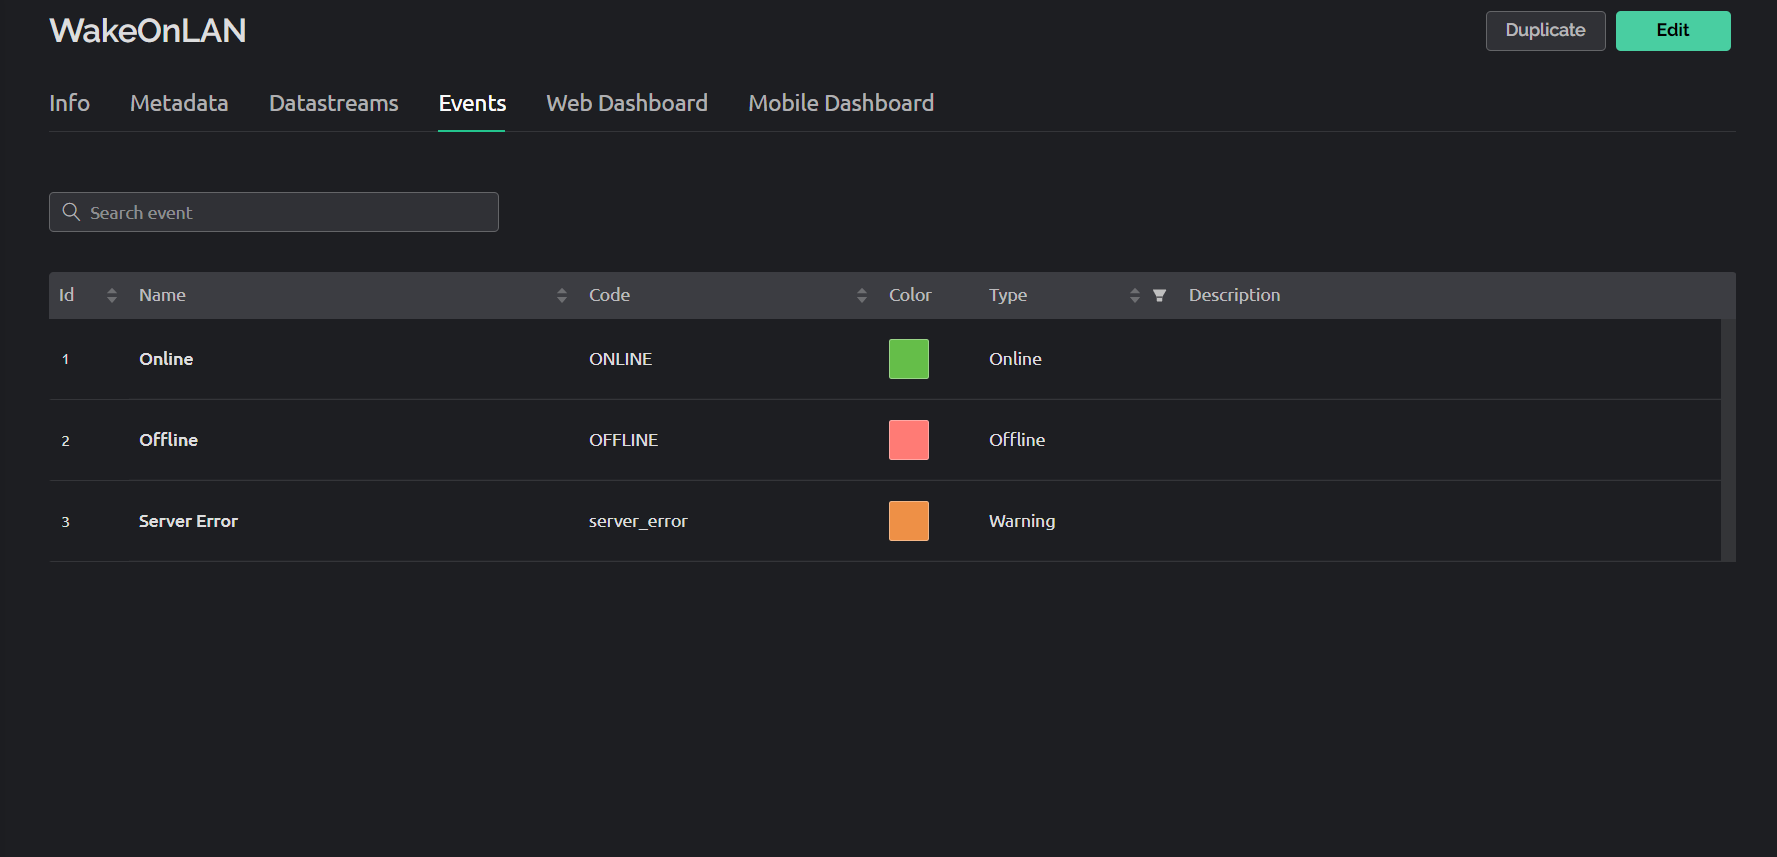 WakeOnLAN
Duplicate
Edit
Info Metadata Datastreams Events Web Dashboard Mobile Dashboard
Search event
Id Name Code Color Type Description
1 Online ONLINE Online
2 Offline OFFLINE Offline
3 Server Error server_error Warning